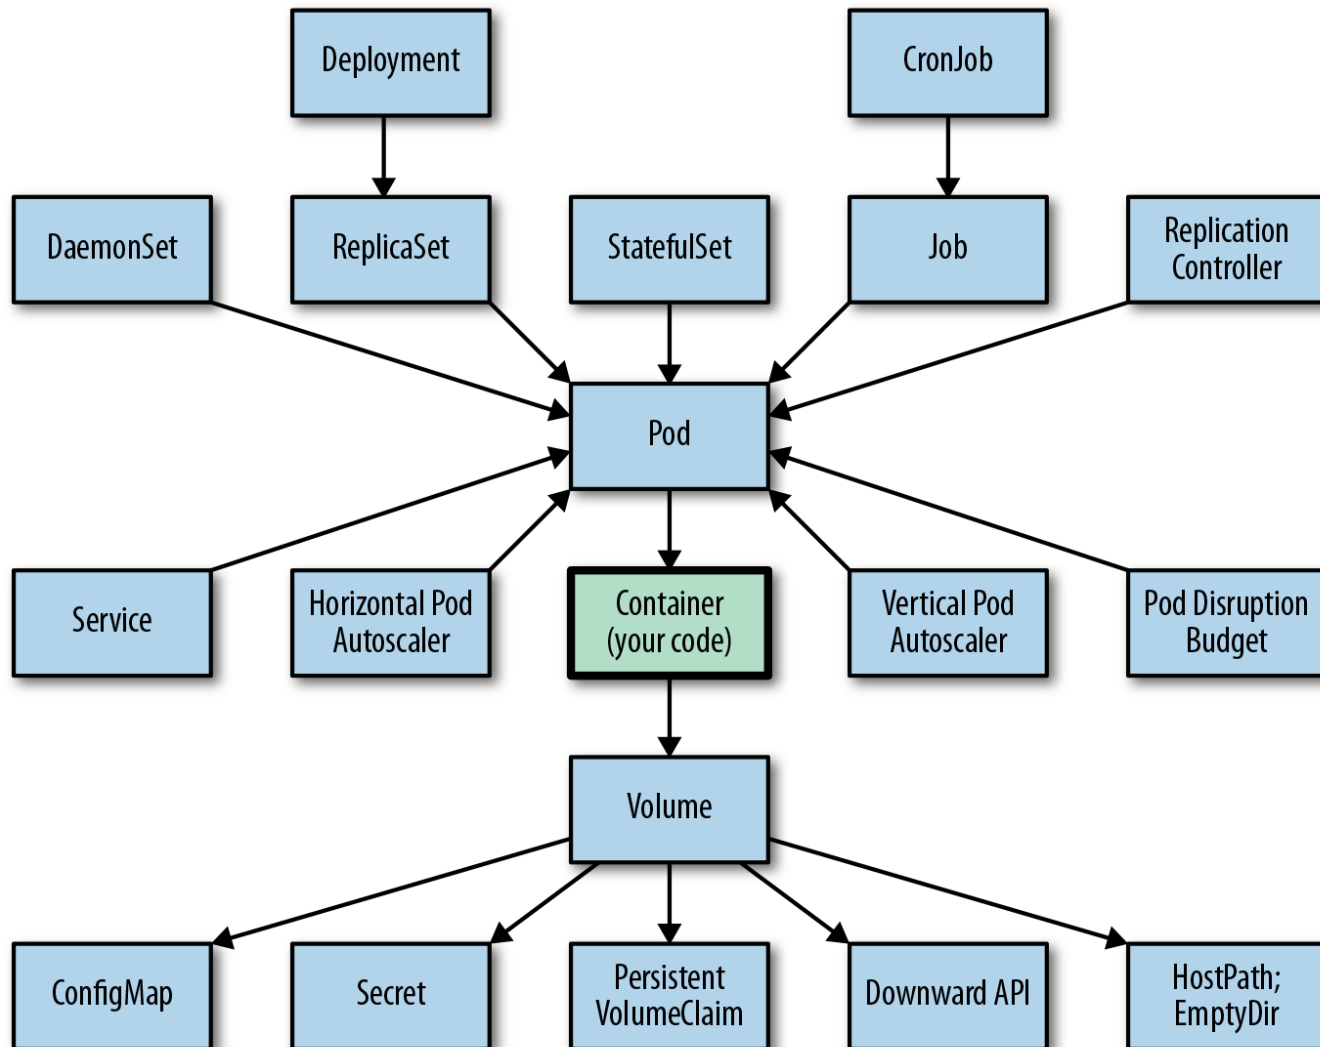 Deployment
CronJob
DaemonSet
ReplicaSet
StatefulSet
Job
Replication
Controller
Pod
Service
Horizontal Pod
Autoscaler
Container
(your code)
Vertical Pod
Autoscaler
Pod Disruption
Budget
Volume
ConfigMap
Secret
Persistent
VolumeClaim
Downward API
HostPath;
EmptyDir